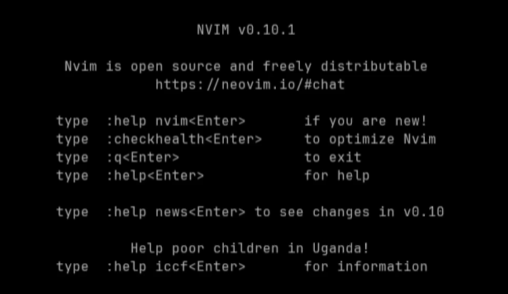 NVIM v0.10.1
Nvim is open source and freely distributable
https://neovim.io/#chat
type :help nvim<Enter> if you are new!
type :checkhealth<Enter> to optimize Nvim
type :q<Enter> to exit
type :help<Enter> for help
type :help news<Enter> to see changes in v0.10
Help poor children in Uganda!
type :help iccf<Enter> for information